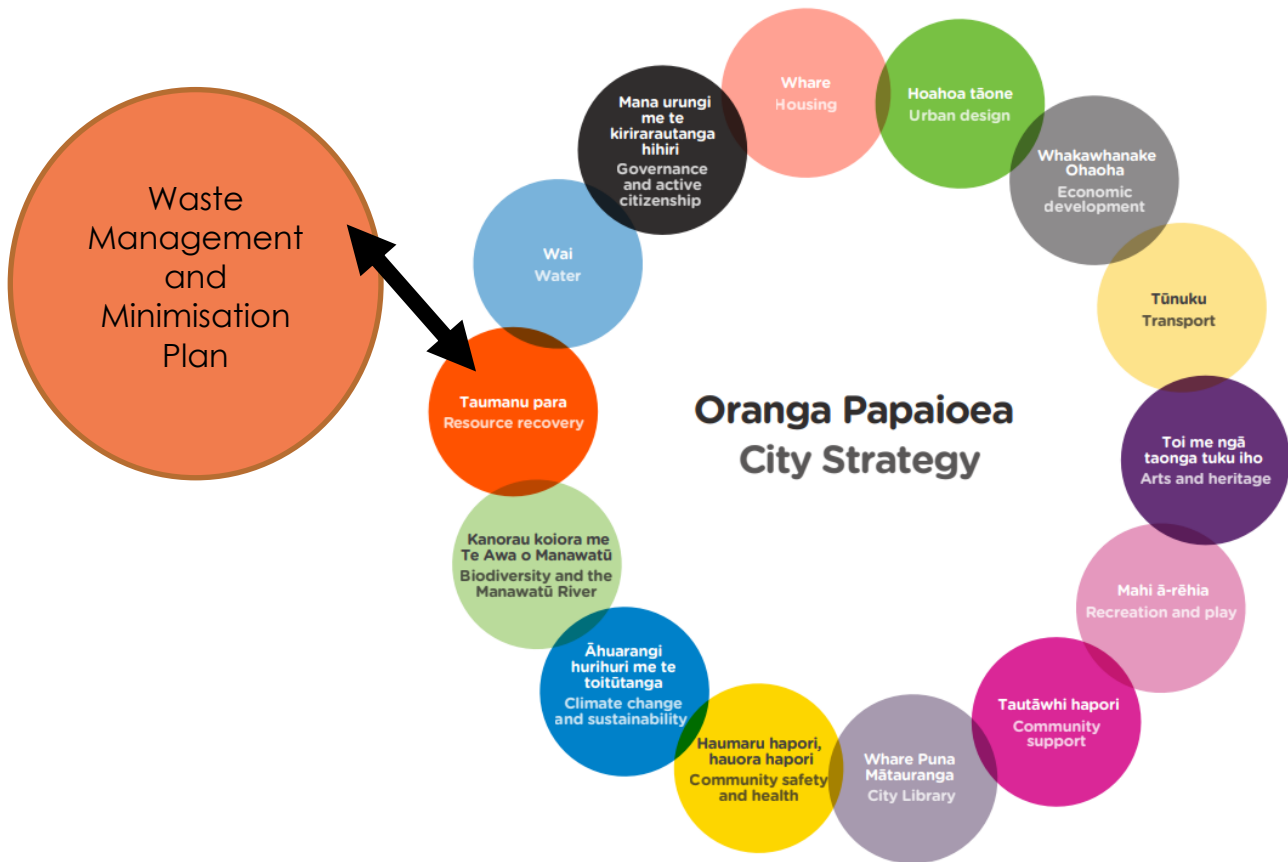 Waste
Management
and
Minimisation
Plan
Mana urungi
me te
kirirarautanga
hihiri
Governance
and active
citizenship
Whare
Housing
Hoahoa tāone
Urban design
Whakawhanake
Ohaoha
Economic
development
Tūnuku
Transport
Toi me ngā
taonga tuku iho
Arts and heritage
Mahi ā-rēhia
Recreation and play
Tautāwhi hapori
Community
support
Whare Puna
Mātauranga
City Library
Haumaru hapori,
hauora hapori
Community safety
and health
Āhuarangi
hurihuri me te
toitūtanga
Climate change
and sustainability
Kanorau koiora me
Te Awa o Manawatū
Biodiversity and the
Manawatū River
Taumanu para
Resource recovery
Wai
Water
Oranga Papaioea
City Strategy